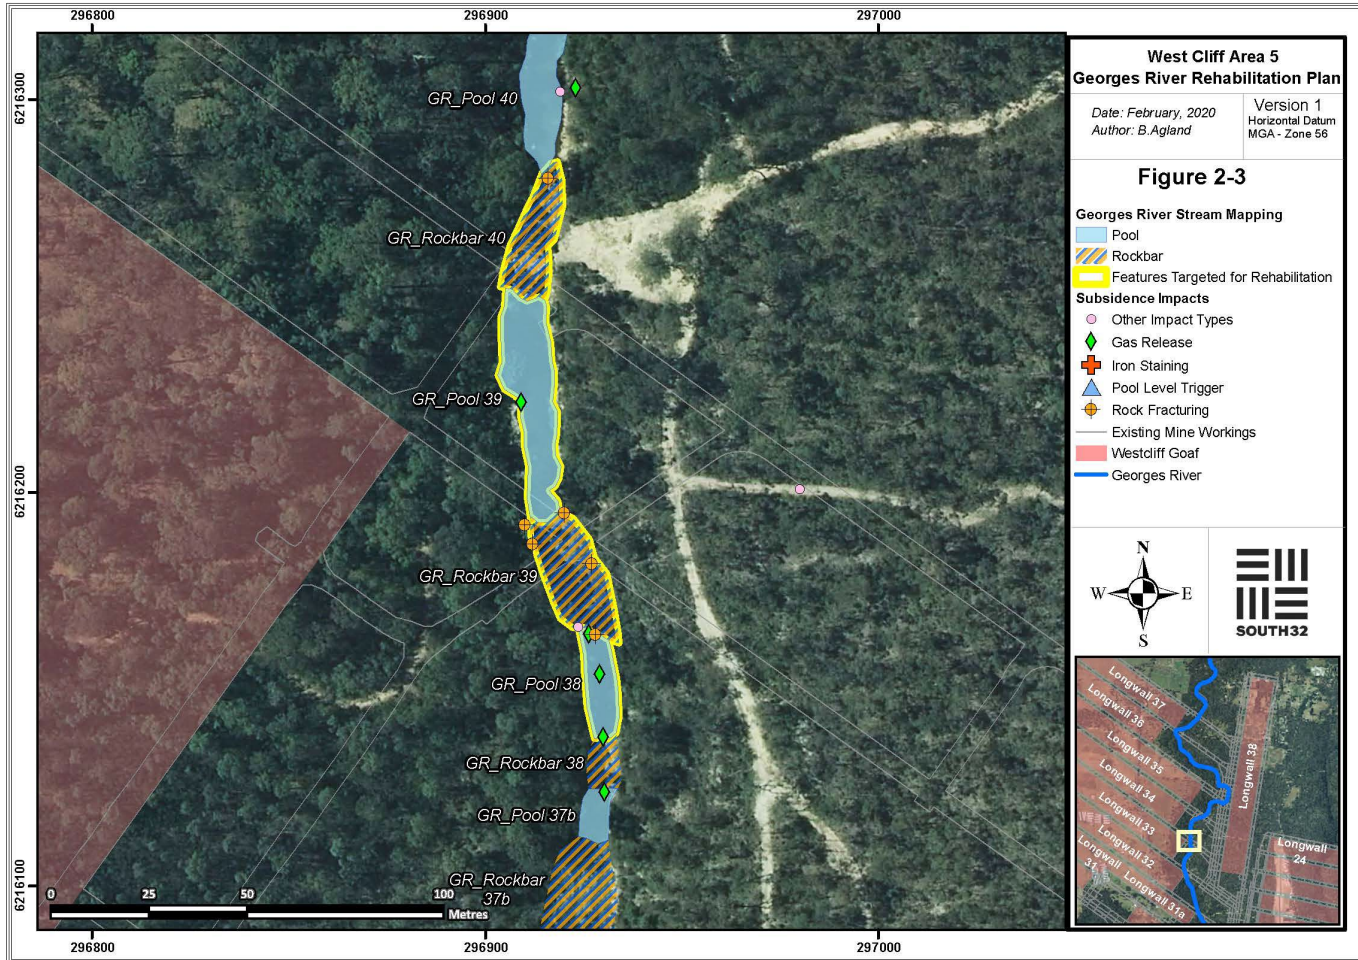 296800
296900
297000
6216300
6216200
6216100
GR_Pool 40
GR_Rockbar 40
GR_Pool 39
GR_Rockbar 39
GR_Pool 38
GR_Rockbar 38
GR_Pool 37b
GR_Rockbar
37b
0
25
50
100
Metres
296800
296900
297000
West Cliff Area 5
Georges River Rehabilitation Plan
Date: February, 2020
Author: B.Agland
Version 1
Horizontal Datum
MGA - Zone 56
Figure 2-3
Georges River Stream Mapping
Pool
Rockbar
Features Targeted for Rehabilitation
Subsidence Impacts
Other Impact Types
Gas Release
Iron Staining
Pool Level Trigger
Rock Fracturing
Existing Mine Workings
Westcliff Goaf
Georges River
N
W
E
S
SOUTH32
Longwall 37
Longwall 36
Longwall 35
Longwall 34
Longwall 33
Longwall 32
Longwall
31
Longwall 31a
Longwall 38
Longwall
24